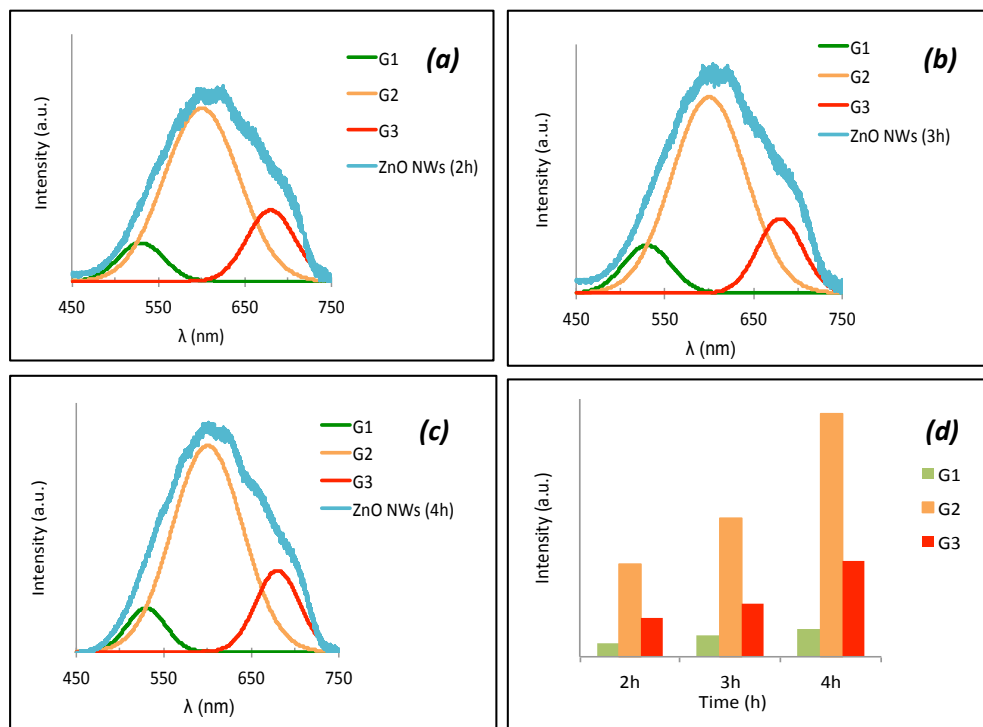 (a)
G1
G2
G3
ZnO NWs (2h)
Intensity (a.u.)
450 550 650 750
λ (nm)
(b)
G1
G2
G3
ZnO NWs (3h)
Intensity (a.u.)
450 550 650 750
λ (nm)
(c)
G1
G2
G3
ZnO NWs (4h)
Intensity (a.u.)
450 550 650 750
λ (nm)
(d)
G1
G2
G3
Intensity (a.u.)
2h 3h 4h
Time (h)